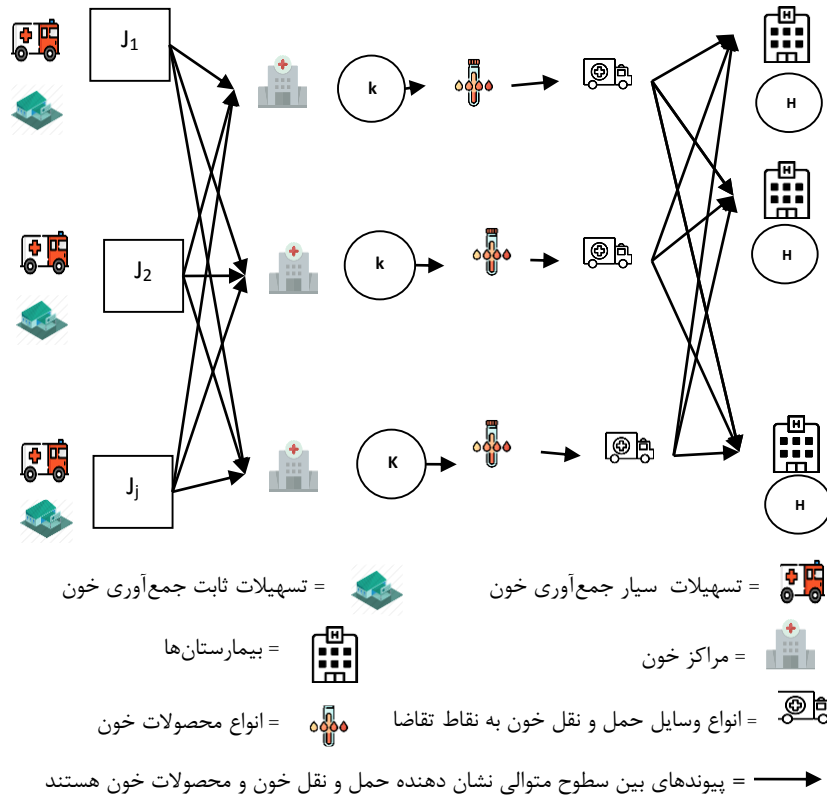 J1
H
k
H
H
J2
k
H
H
Jj
K
H
H
= تسهیلات سیار جمع‌آوری خون
= تسهیلات ثابت جمع‌آوری خون
H
= مراکز خون
= بیمارستان‌ها
= انواع وسایل حمل و نقل خون به نقاط تقاضا
= انواع محصولات خون
= پیوندهای بین سطوح متوالی نشان دهنده حمل و نقل خون و محصولات خون هستند